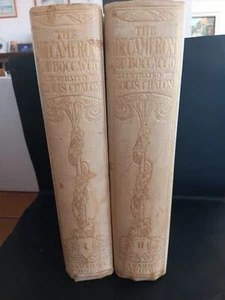 THE
DECAMERON
OF BOCCACCIO
ILLUSTRATED BY
LOUIS CHALON
I
THE
DECAMERON
OF BOCCACCIO
ILLUSTRATED BY
LOUIS CHALON
II